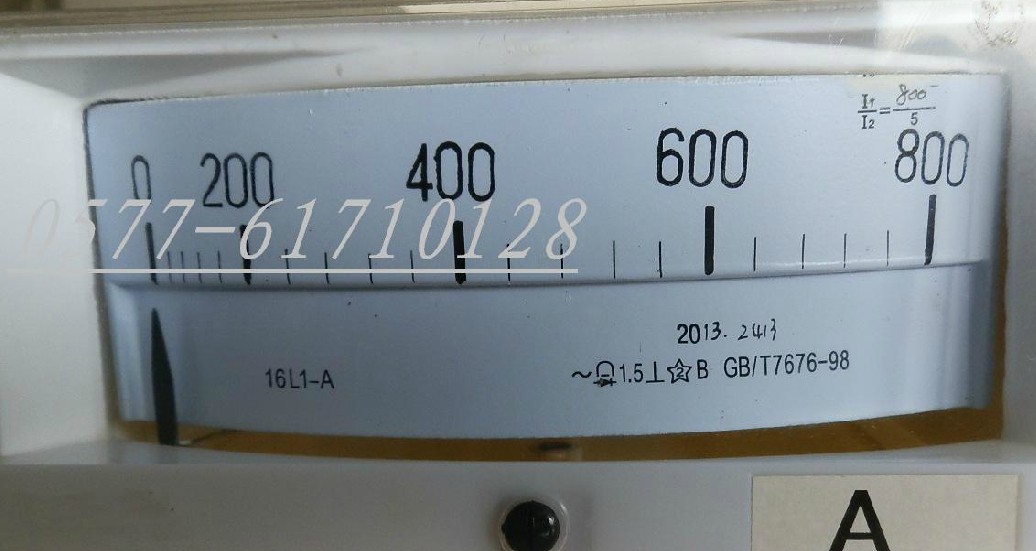 I1/I2=800/5
0 200 400 600 800
0577-61710128
2013. 2413
16L1-A
~ 1.5⊥ 2 B GB/T7676-98
A